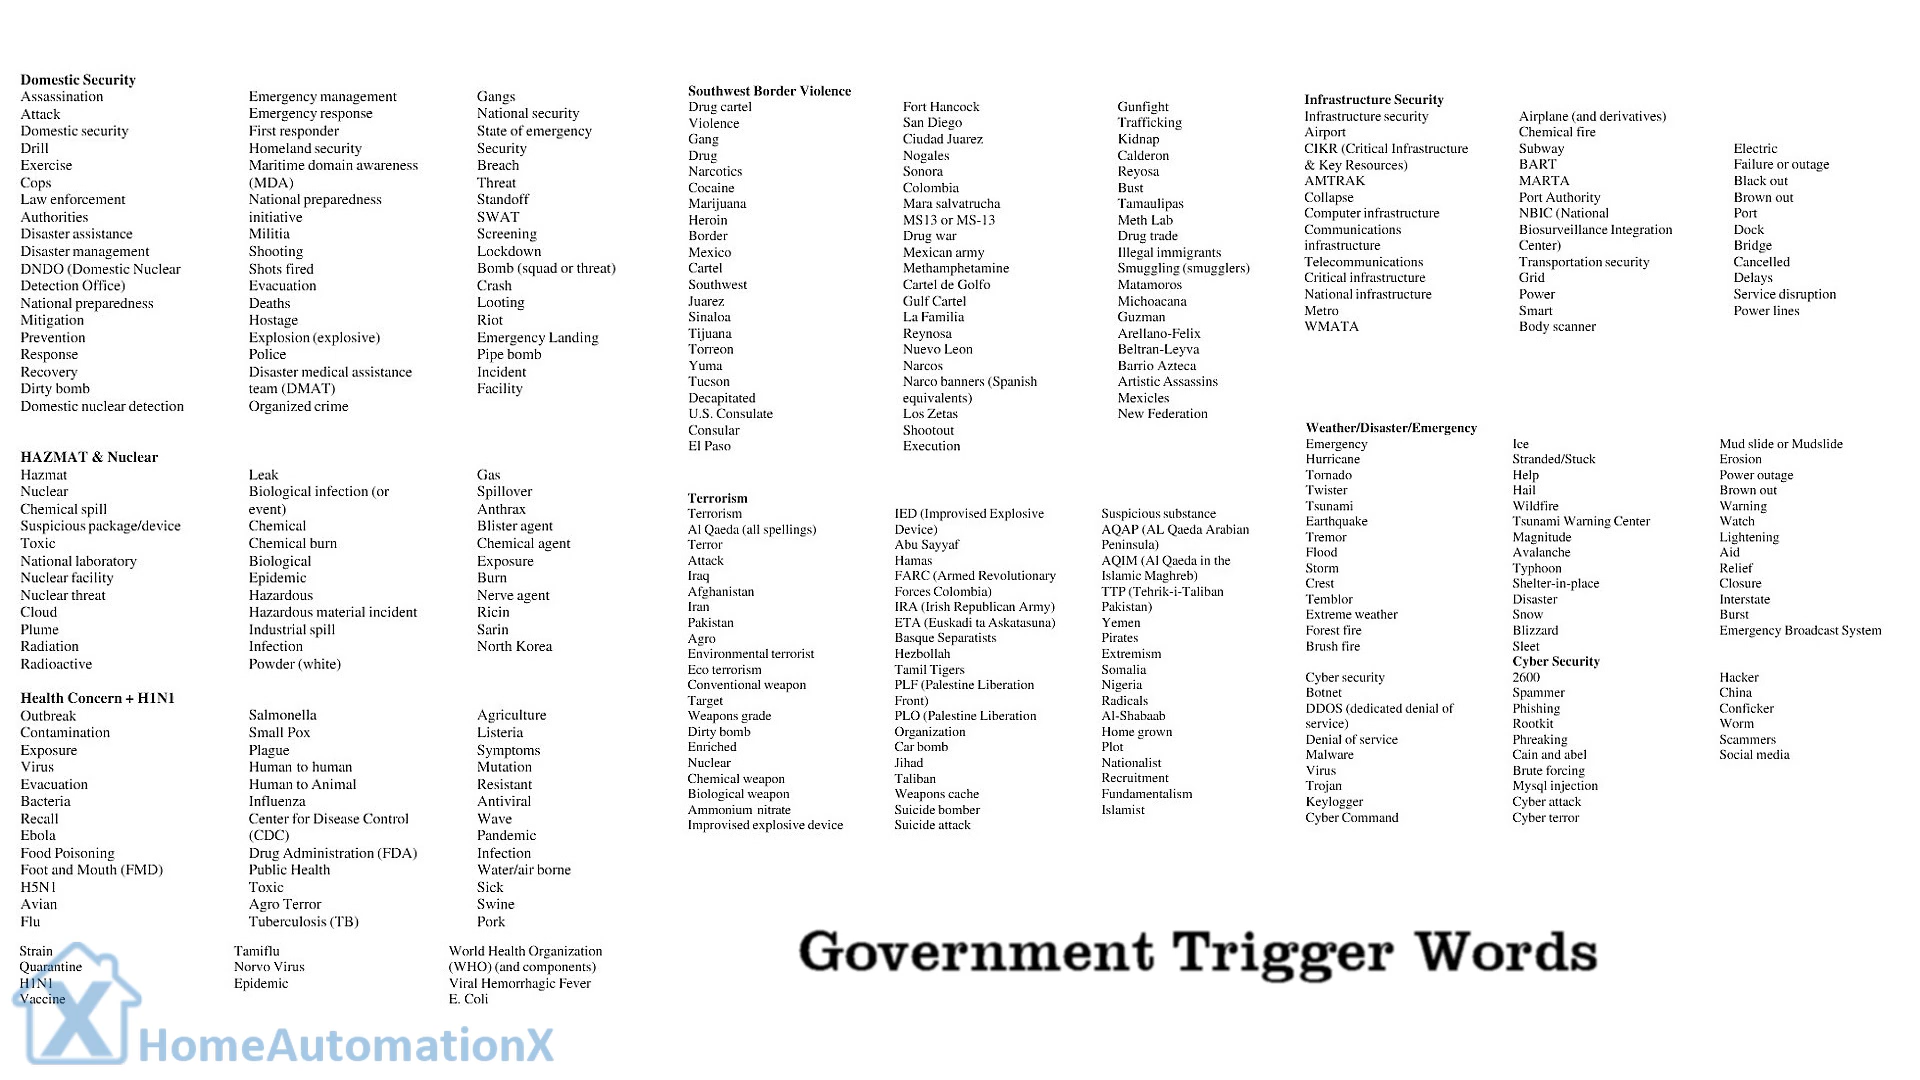 Domestic Security
Assassination
Attack
Domestic security
Drill
Exercise
Cops
Law enforcement
Authorities
Disaster assistance
Disaster management
DNDO (Domestic Nuclear
Detection Office)
National preparedness
Mitigation
Prevention
Response
Recovery
Dirty bomb
Domestic nuclear detection
Emergency management
Emergency response
First responder
Homeland security
Maritime domain awareness
(MDA)
National preparedness
initiative
Militia
Shooting
Shots fired
Evacuation
Deaths
Hostage
Explosion (explosive)
Police
Disaster medical assistance
team (DMAT)
Organized crime
Gangs
National security
State of emergency
Security
Breach
Threat
Standoff
SWAT
Screening
Lockdown
Bomb (squad or threat)
Crash
Looting
Riot
Emergency Landing
Pipe bomb
Incident
Facility
HAZMAT & Nuclear
Hazmat
Nuclear
Chemical spill
Suspicious package/device
Toxic
National laboratory
Nuclear facility
Nuclear threat
Cloud
Plume
Radiation
Radioactive
Leak
Biological infection (or
event)
Chemical
Chemical burn
Biological
Epidemic
Hazardous
Hazardous material incident
Industrial spill
Infection
Powder (white)
Gas
Spillover
Anthrax
Blister agent
Chemical agent
Exposure
Burn
Nerve agent
Ricin
Sarin
North Korea
Health Concern + H1N1
Outbreak
Contamination
Exposure
Virus
Evacuation
Bacteria
Recall
Ebola
Food Poisoning
Foot and Mouth (FMD)
H5N1
Avian
Flu
Salmonella
Small Pox
Plague
Human to human
Human to Animal
Influenza
Center for Disease Control
(CDC)
Drug Administration (FDA)
Public Health
Toxic
Agro Terror
Tuberculosis (TB)
Agriculture
Listeria
Symptoms
Mutation
Resistant
Antiviral
Wave
Pandemic
Infection
Water/air borne
Sick
Swine
Pork
Strain
Quarantine
H1N1
Vaccine
Tamiflu
Norvo Virus
Epidemic
World Health Organization
(WHO) (and components)
Viral Hemorrhagic Fever
E. Coli
Southwest Border Violence
Drug cartel
Violence
Gang
Drug
Narcotics
Cocaine
Marijuana
Heroin
Border
Mexico
Cartel
Southwest
Juarez
Sinaloa
Tijuana
Torreon
Yuma
Tucson
Decapitated
U.S. Consulate
Consular
El Paso
Fort Hancock
San Diego
Ciudad Juarez
Nogales
Sonora
Colombia
Mara salvatrucha
MS13 or MS-13
Drug war
Mexican army
Methamphetamine
Cartel de Golfo
Gulf Cartel
La Familia
Reynosa
Nuevo Leon
Narcos
Narco banners (Spanish
equivalents)
Los Zetas
Shootout
Execution
Gunfight
Trafficking
Kidnap
Calderon
Reyosa
Bust
Tamaulipas
Meth Lab
Drug trade
Illegal immigrants
Smuggling (smugglers)
Matamoros
Michoacana
Guzman
Arellano-Felix
Beltran-Leyva
Barrio Azteca
Artistic Assassins
Mexicles
New Federation
Terrorism
Terrorism
Al Qaeda (all spellings)
Terror
Attack
Iraq
Afghanistan
Iran
Pakistan
Agro
Environmental terrorist
Eco terrorism
Conventional weapon
Target
Weapons grade
Dirty bomb
Enriched
Nuclear
Chemical weapon
Biological weapon
Ammonium nitrate
Improvised explosive device
IED (Improvised Explosive
Device)
Abu Sayyaf
Hamas
FARC (Armed Revolutionary
Forces Colombia)
IRA (Irish Republican Army)
ETA (Euskadi ta Askatasuna)
Basque Separatists
Hezbollah
Tamil Tigers
PLF (Palestine Liberation
Front)
PLO (Palestine Liberation
Organization
Car bomb
Jihad
Taliban
Weapons cache
Suicide bomber
Suicide attack
Suspicious substance
AQAP (AL Qaeda Arabian
Peninsula)
AQIM (Al Qaeda in the
Islamic Maghreb)
TTP (Tehrik-i-Taliban
Pakistan)
Yemen
Pirates
Extremism
Somalia
Nigeria
Radicals
Al-Shabaab
Home grown
Plot
Nationalist
Recruitment
Fundamentalism
Islamist
Infrastructure Security
Infrastructure security
Airport
CIKR (Critical Infrastructure
& Key Resources)
AMTRAK
Collapse
Computer infrastructure
Communications
infrastructure
Telecommunications
Critical infrastructure
National infrastructure
Metro
WMATA
Airplane (and derivatives)
Chemical fire
Subway
BART
MARTA
Port Authority
NBIC (National
Biosurveillance Integration
Center)
Transportation security
Grid
Power
Smart
Body scanner
Electric
Failure or outage
Black out
Brown out
Port
Dock
Bridge
Cancelled
Delays
Service disruption
Power lines
Weather/Disaster/Emergency
Emergency
Hurricane
Tornado
Twister
Tsunami
Earthquake
Tremor
Flood
Storm
Crest
Temblor
Extreme weather
Forest fire
Brush fire
Ice
Stranded/Stuck
Help
Hail
Wildfire
Tsunami Warning Center
Magnitude
Avalanche
Typhoon
Shelter-in-place
Disaster
Snow
Blizzard
Sleet
Mud slide or Mudslide
Erosion
Power outage
Brown out
Warning
Watch
Lightening
Aid
Relief
Closure
Interstate
Burst
Emergency Broadcast System
Cyber Security
Cyber security
Botnet
DDOS (dedicated denial of
service)
Denial of service
Malware
Virus
Trojan
Keylogger
Cyber Command
2600
Spammer
Phishing
Rootkit
Phreaking
Cain and abel
Brute forcing
Mysql injection
Cyber attack
Cyber terror
Hacker
China
Conficker
Worm
Scammers
Social media
Government Trigger Words
X
HomeAutomationX